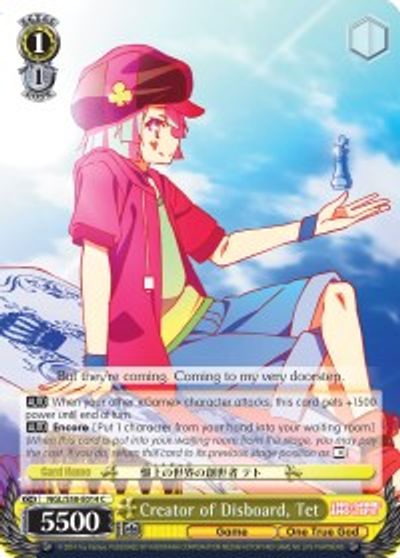 1
1
But they're coming. Coming to my very doorstep.
When your other «Game» character attacks, this card gets +1500
power until end of turn.
Encore [Put 1 character from your hand into your waiting room]
(When this card is put into your waiting room from the stage, you may pay
the cost. If you do, return this card to its previous stage position as
Card Name 盤上の世界の創世者 テト
5500
Creator of Disboard, Tet
Game One True God